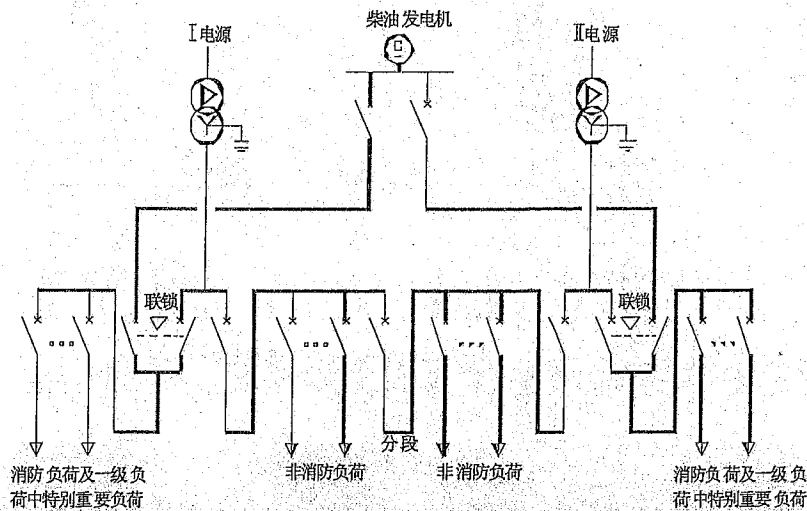 柴油发电机
Ⅰ电源
Ⅱ电源
联锁
联锁
分段
消防负荷及一级负
荷中特别重要负荷
非消防负荷
非消防负荷
消防负荷及一级负
荷中特别重要负荷